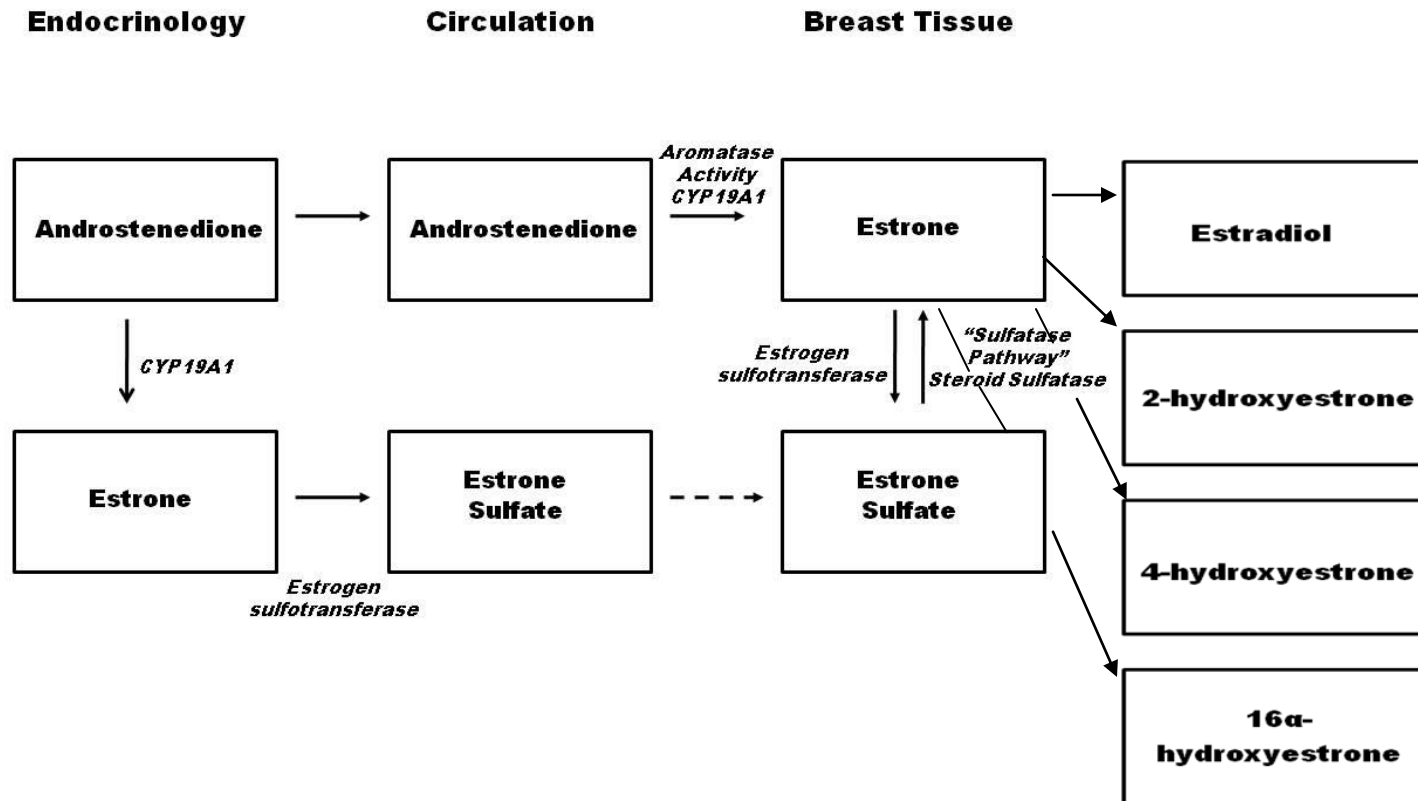 Endocrinology
Circulation
Breast Tissue
Aromatase
Activity
CYP19A1
Androstenedione
Androstenedione
Estrone
Estradiol
CYP19A1
Estrogen
sulfotransferase
“Sulfatase
Pathway”
Steroid Sulfatase
2-hydroxyestrone
Estrone
Estrone
Sulfate
Estrone
Sulfate
4-hydroxyestrone
Estrogen
sulfotransferase
16α-
hydroxyestrone